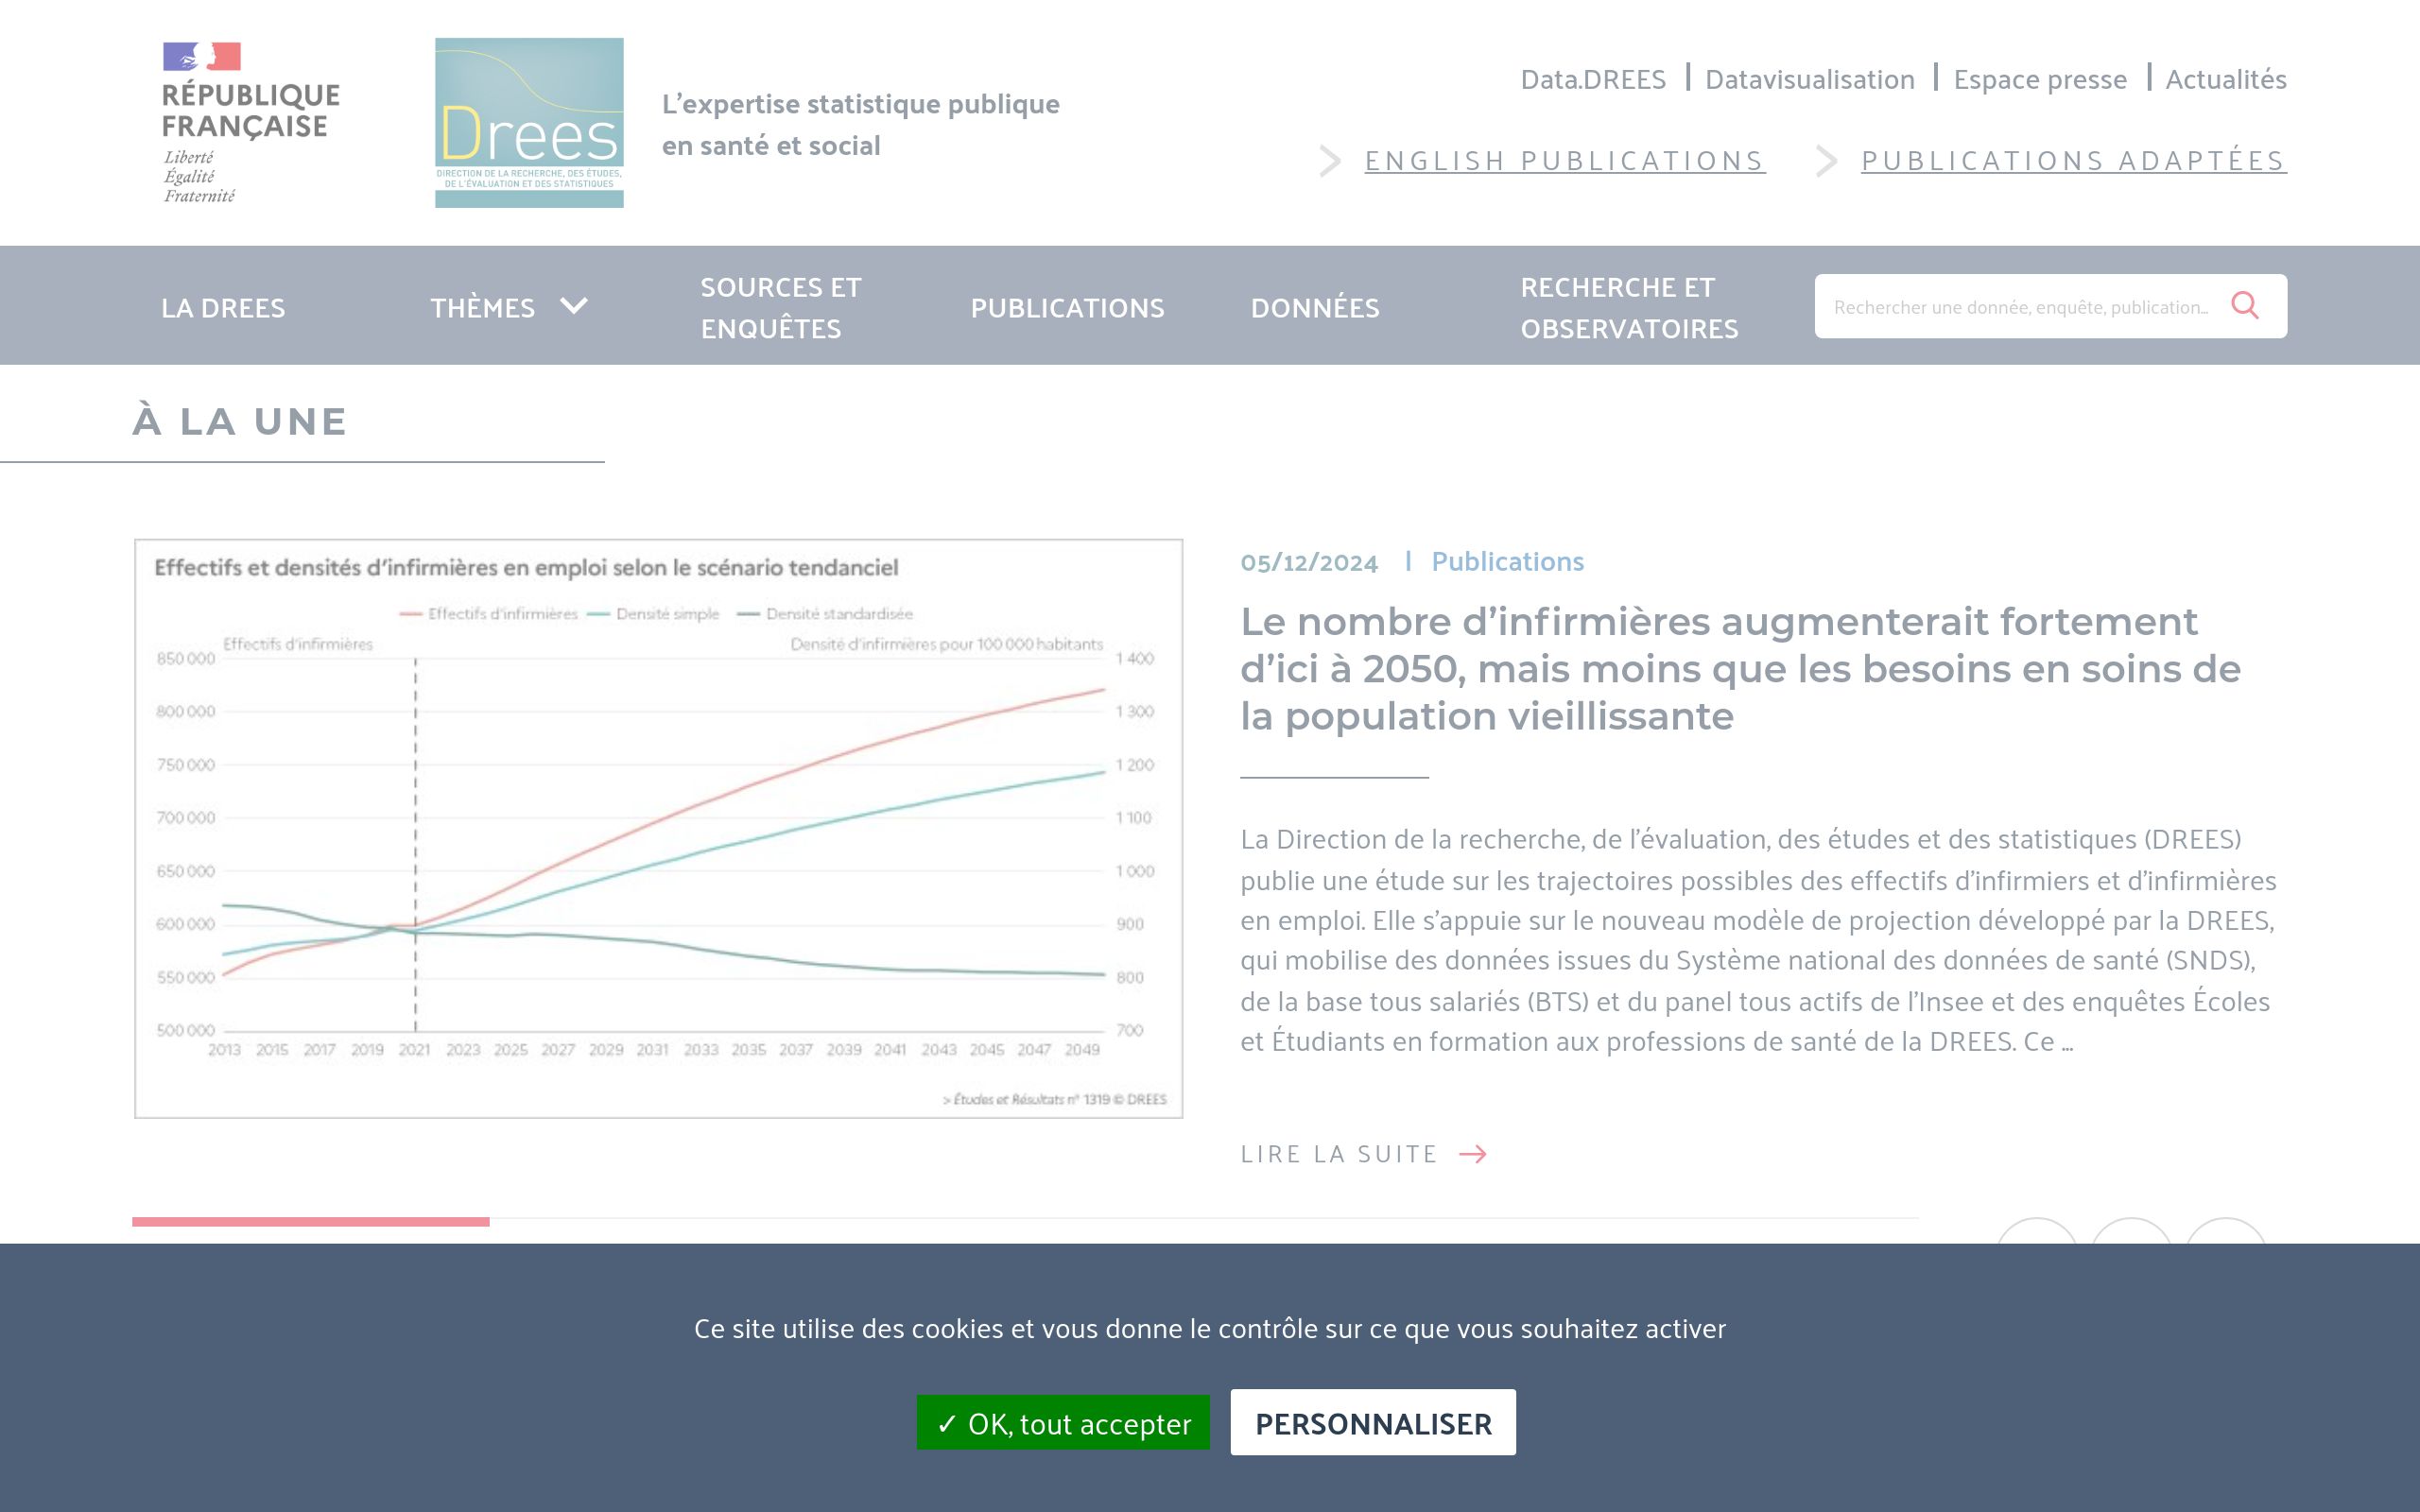 RÉPUBLIQUE
FRANÇAISE
Liberté
Égalité
Fraternité
Drees
DIRECTION DE LA RECHERCHE, DES ÉTUDES,
DE L'ÉVALUATION ET DES STATISTIQUES
L'expertise statistique publique
en santé et social
Data.DREES | Datavisualisation | Espace presse | Actualités
ENGLISH PUBLICATIONS
PUBLICATIONS ADAPTÉES
LA DREES
THÈMES
SOURCES ET
ENQUÊTES
PUBLICATIONS
DONNÉES
RECHERCHE ET
OBSERVATOIRES
Rechercher une donnée, enquête, publication...
À LA UNE
Effectifs et densités d'infirmières en emploi selon le scénario tendanciel
Effectifs d'infirmières Densité simple Densité standardisée
Effectifs d'infirmières Densité d'infirmières pour 100 000 habitants
850 000 1 400
800 000 1 300
750 000 1 200
700 000 1 100
650 000 1 000
600 000 900
550 000 800
500 000 700
2013 2015 2017 2019 2021 2023 2025 2027 2029 2031 2033 2035 2037 2039 2041 2043 2045 2047 2049
> Études et Résultats n° 1319 © DREES
05/12/2024 | Publications
Le nombre d'infirmières augmenterait fortement
d'ici à 2050, mais moins que les besoins en soins de
la population vieillissante
La Direction de la recherche, de l'évaluation, des études et des statistiques (DREES)
publie une étude sur les trajectoires possibles des effectifs d'infirmiers et d'infirmières
en emploi. Elle s'appuie sur le nouveau modèle de projection développé par la DREES,
qui mobilise des données issues du Système national des données de santé (SNDS),
de la base tous salariés (BTS) et du panel tous actifs de l'Insee et des enquêtes Écoles
et Étudiants en formation aux professions de santé de la DREES. Ce ...
LIRE LA SUITE
Ce site utilise des cookies et vous donne le contrôle sur ce que vous souhaitez activer
✓ OK, tout accepter
PERSONNALISER